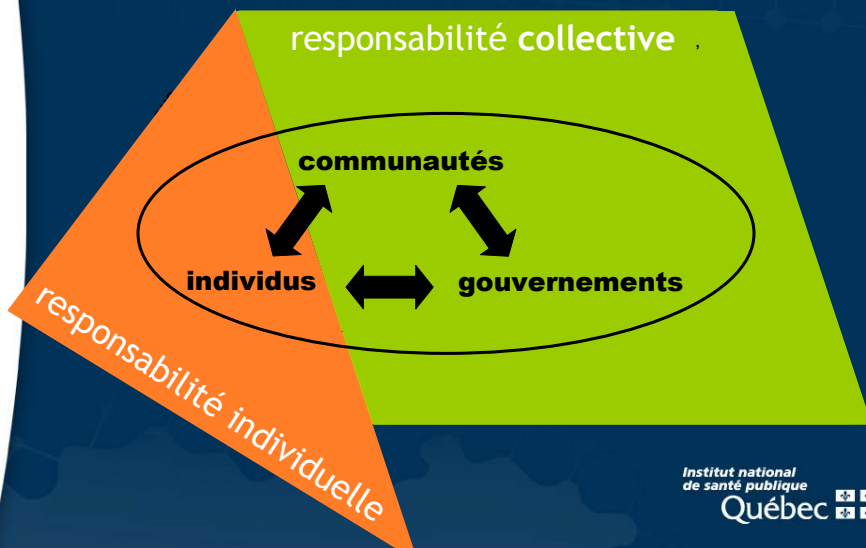 responsabilité collective ,
communautés
individus
gouvernements
responsabilité individuelle
Institut national
de santé publique
Québec